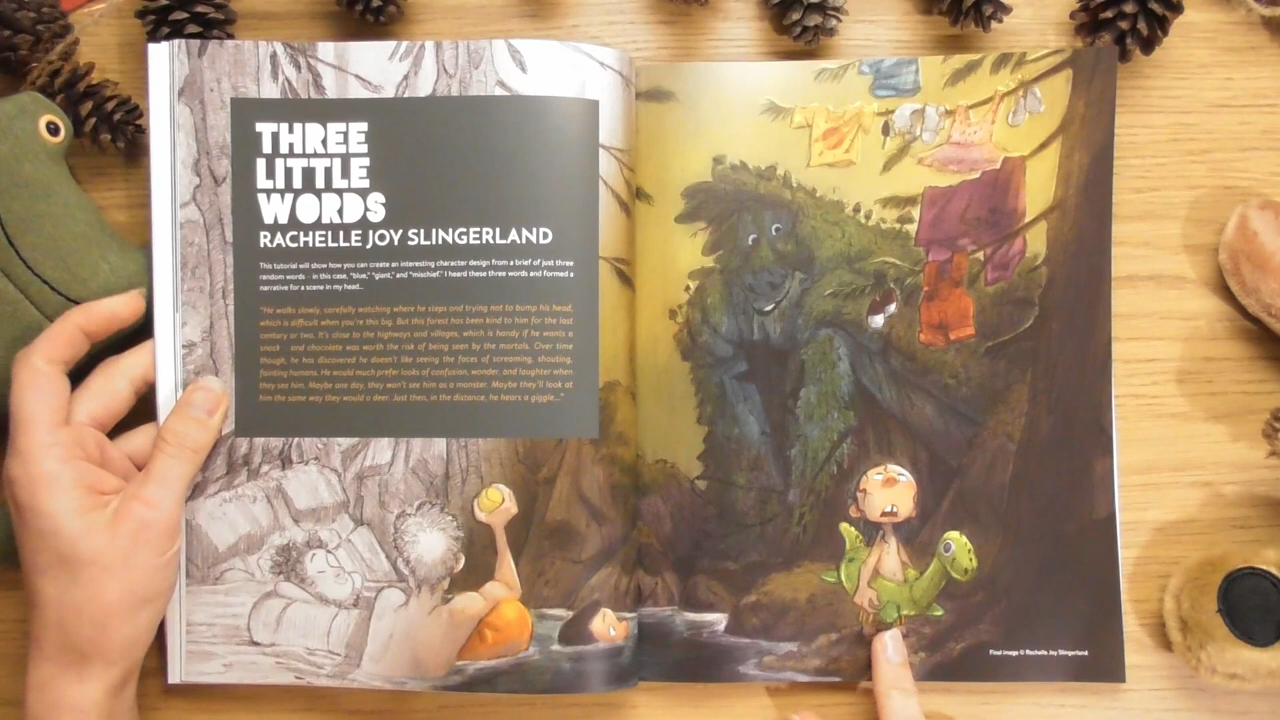 THREE
LITTLE
WORDS
RACHELLE JOY SLINGERLAND
This tutorial will show how you can create an interesting character design from a brief of just three
random words – in this case, "blue," "giant," and "mischief." I heard these three words and formed a
narrative for a scene in my head...
"He walks slowly, carefully watching where he steps and trying not to bump his head,
which is difficult when you're this big. But this forest has been kind to him for the last
century or two. It's close to the highways and villages, which is handy if he wants a
snack – and chocolate was worth the risk of being seen by the mortals. Over time
though, he has discovered he doesn't like seeing the faces of screaming, shouting,
fainting humans. He would much prefer looks of confusion, wonder, and laughter when
they see him. Maybe one day, they won't see him as a monster. Maybe they'll look at
him the same way they would a deer. Just then, in the distance, he hears a giggle..."
Final image © Rachelle Joy Slingerland